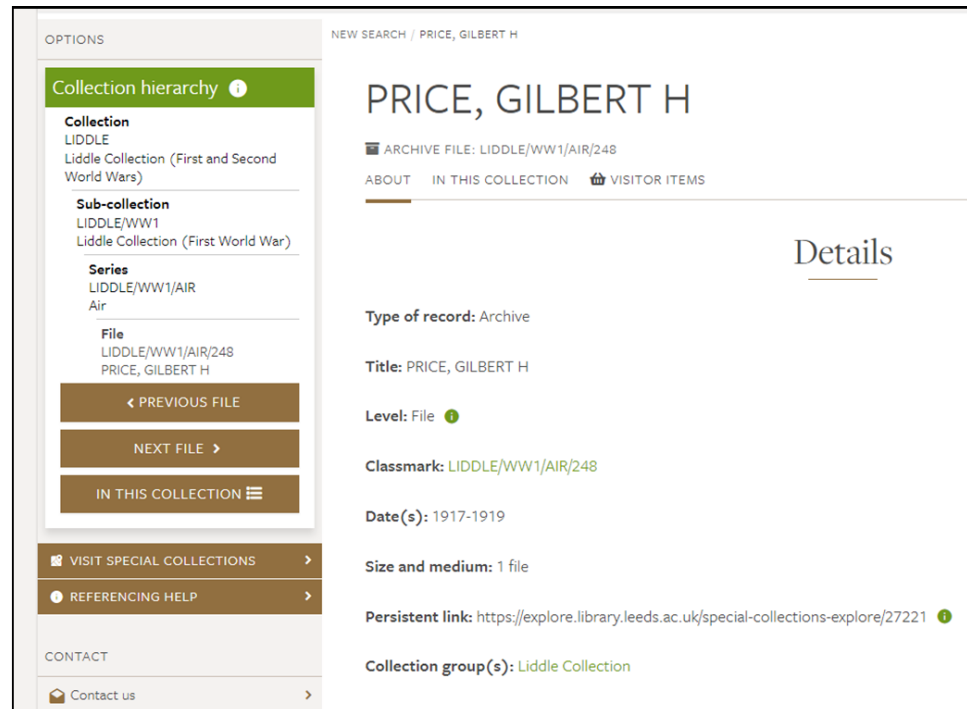 OPTIONS
Collection hierarchy
Collection
LIDDLE
Liddle Collection (First and Second
World Wars)
Sub-collection
LIDDLE/WW1
Liddle Collection (First World War)
Series
LIDDLE/WW1/AIR
Air
File
LIDDLE/WW1/AIR/248
PRICE, GILBERT H
PREVIOUS FILE
NEXT FILE
IN THIS COLLECTION
VISIT SPECIAL COLLECTIONS
REFERENCING HELP
CONTACT
Contact us
NEW SEARCH / PRICE, GILBERT H
PRICE, GILBERT H
ARCHIVE FILE: LIDDLE/WW1/AIR/248
ABOUT IN THIS COLLECTION VISITOR ITEMS
Details
Type of record: Archive
Title: PRICE, GILBERT H
Level: File
Classmark: LIDDLE/WW1/AIR/248
Date(s): 1917-1919
Size and medium: 1 file
Persistent link: https://explore.library.leeds.ac.uk/special-collections-explore/27221
Collection group(s): Liddle Collection